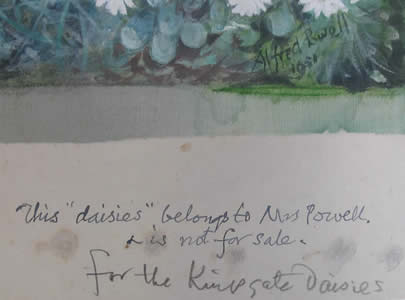 Alfred Powell
1931
This "daisies" belongs to Mrs Powell.
& is not for sale.
for the Kingsgate Daisies